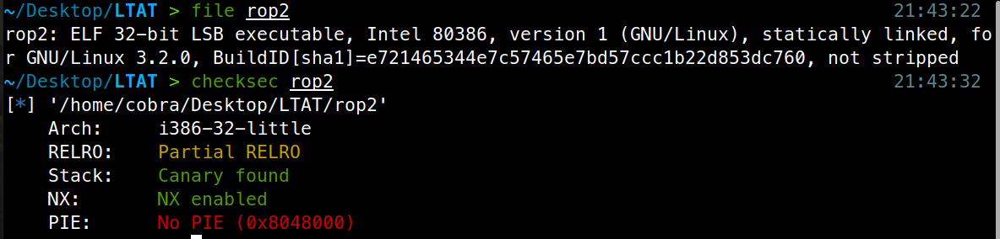 ~/Desktop/LTAT > file rop2 21:43:22
rop2: ELF 32-bit LSB executable, Intel 80386, version 1 (GNU/Linux), statically linked, fo
r GNU/Linux 3.2.0, BuildID[sha1]=e721465344e7c57465e7bd57ccc1b22d853dc760, not stripped
~/Desktop/LTAT > checksec rop2 21:43:32
[*] '/home/cobra/Desktop/LTAT/rop2'
    Arch:     i386-32-little
    RELRO:    Partial RELRO
    Stack:    Canary found
    NX:       NX enabled
    PIE:      No PIE (0x8048000)